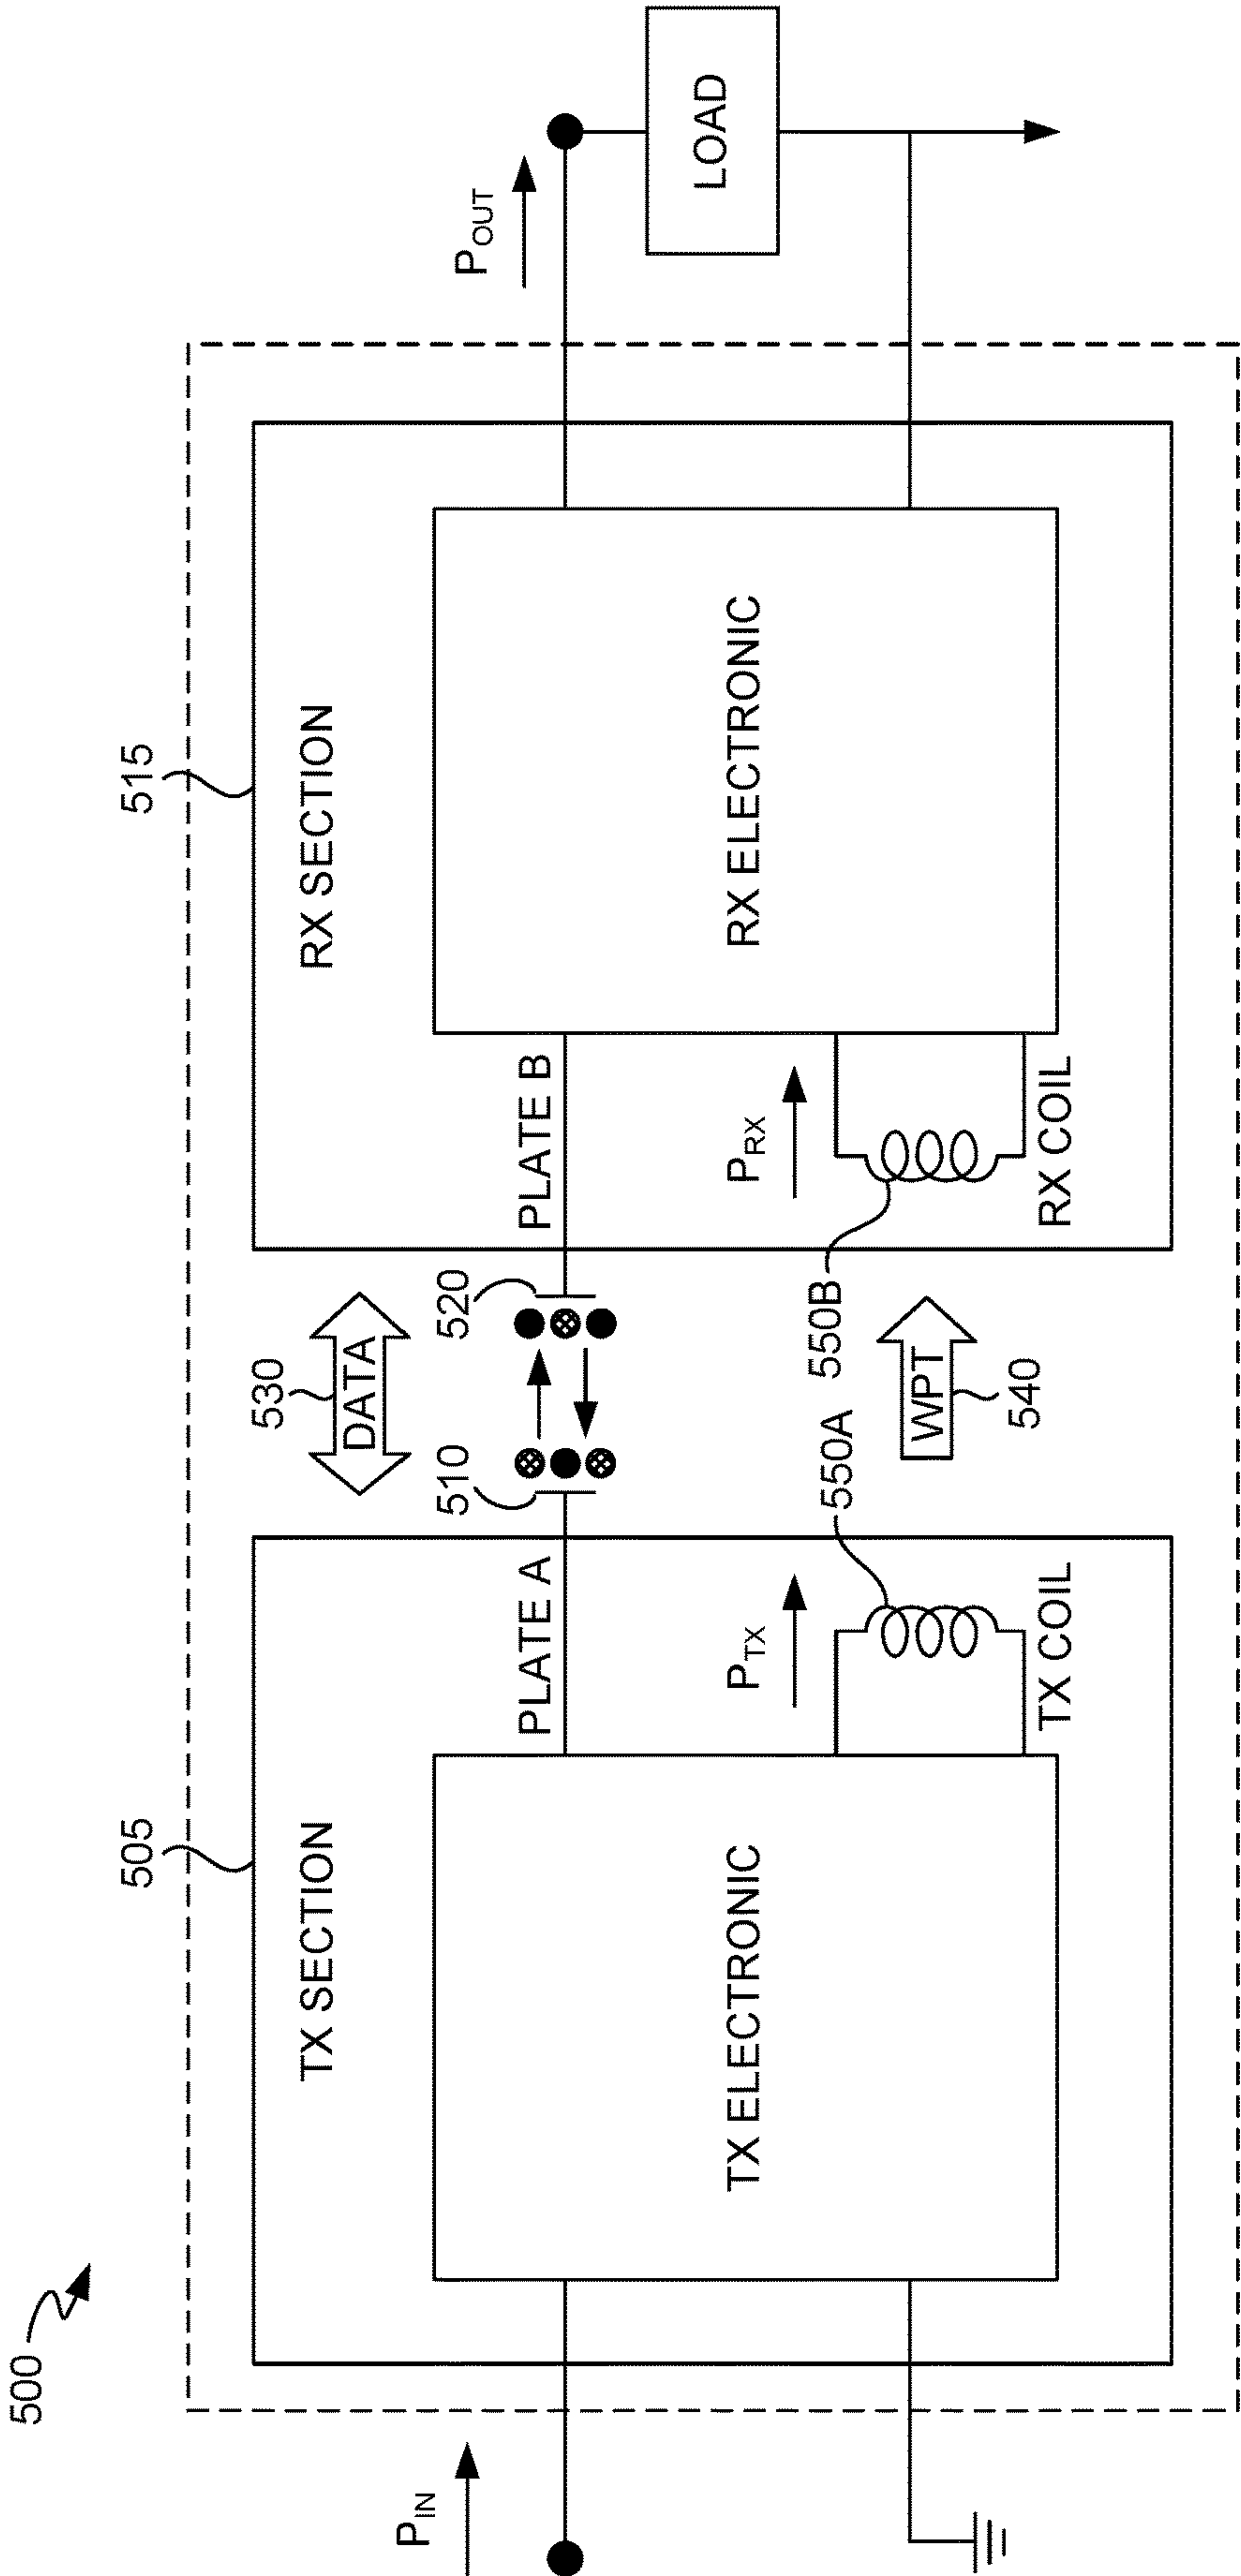 500
505
515
TX SECTION
RX SECTION
530
DATA
P_IN
P_OUT
510
520
PLATE A
PLATE B
LOAD
TX ELECTRONIC
RX ELECTRONIC
P_TX
P_RX
550A
550B
WPT
540
TX COIL
RX COIL